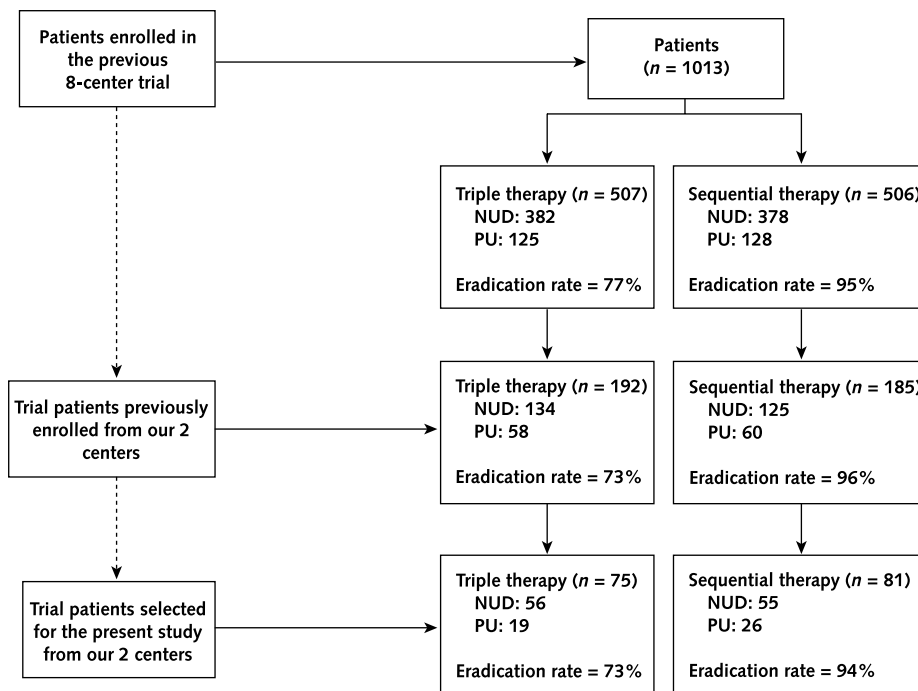 Patients enrolled in
the previous
8-center trial
Patients
(n = 1013)
Triple therapy (n = 507)
NUD: 382
PU: 125
Eradication rate = 77%
Sequential therapy (n = 506)
NUD: 378
PU: 128
Eradication rate = 95%
Trial patients previously
enrolled from our 2
centers
Triple therapy (n = 192)
NUD: 134
PU: 58
Eradication rate = 73%
Sequential therapy (n = 185)
NUD: 125
PU: 60
Eradication rate = 96%
Trial patients selected
for the present study
from our 2 centers
Triple therapy (n = 75)
NUD: 56
PU: 19
Eradication rate = 73%
Sequential therapy (n = 81)
NUD: 55
PU: 26
Eradication rate = 94%